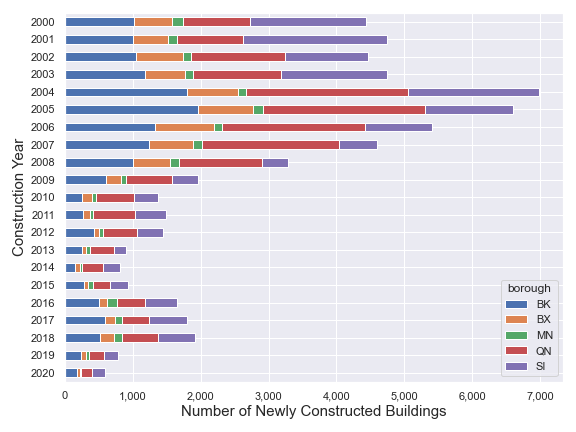 2000
2001
2002
2003
2004
2005
2006
2007
2008
2009
2010
2011
2012
2013
2014
2015
2016
2017
2018
2019
2020
Construction Year
borough
BK
BX
MN
QN
SI
0 1,000 2,000 3,000 4,000 5,000 6,000 7,000
Number of Newly Constructed Buildings